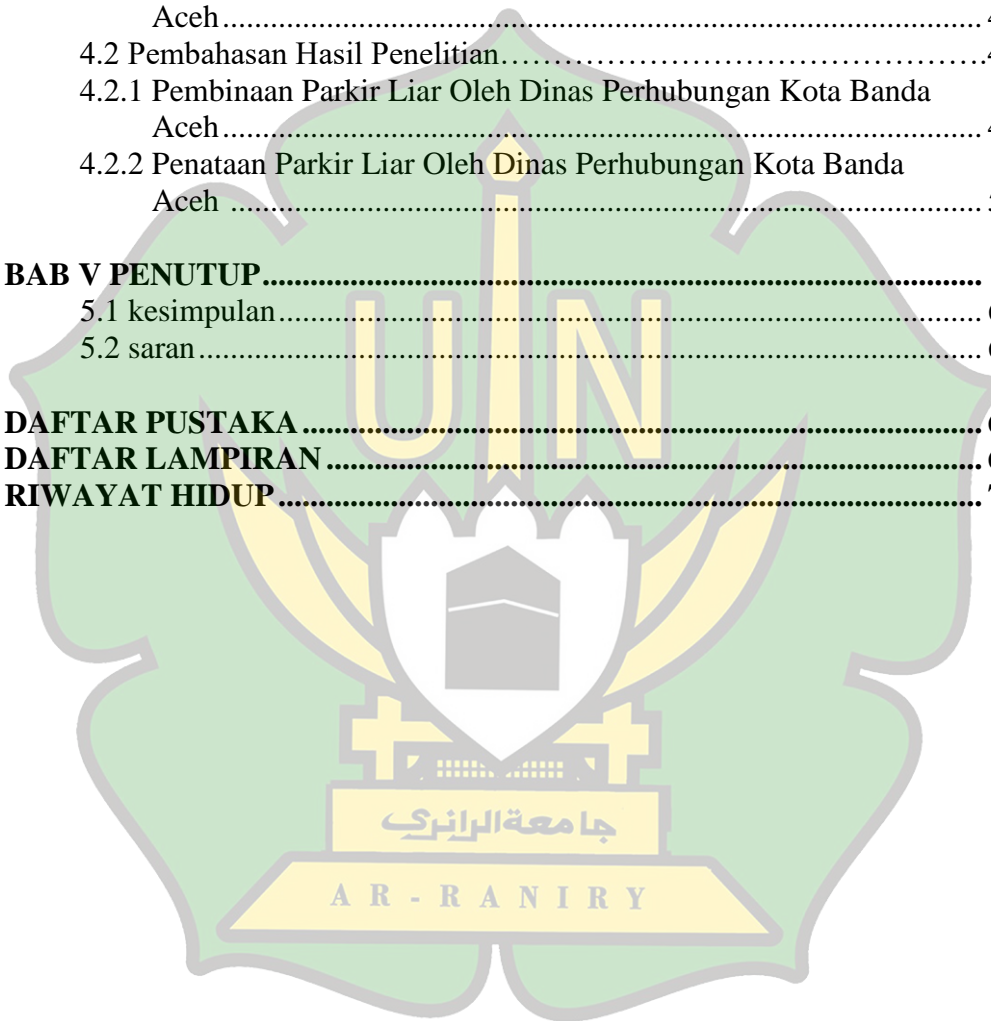 Aceh........................................................................................
4.2 Pembahasan Hasil Penelitian…………………………………………….
4.2.1 Pembinaan Parkir Liar Oleh Dinas Perhubungan Kota Banda
Aceh........................................................................................
4.2.2 Penataan Parkir Liar Oleh Dinas Perhubungan Kota Banda
Aceh .......................................................................................
BAB V PENUTUP.......................................................................................
5.1 kesimpulan.....................................................................................
5.2 saran...............................................................................................
DAFTAR PUSTAKA..................................................................................
DAFTAR LAMPIRAN...............................................................................
RIWAYAT HIDUP.....................................................................................
UIN
جامعة الرانرى
AR-RANIRY